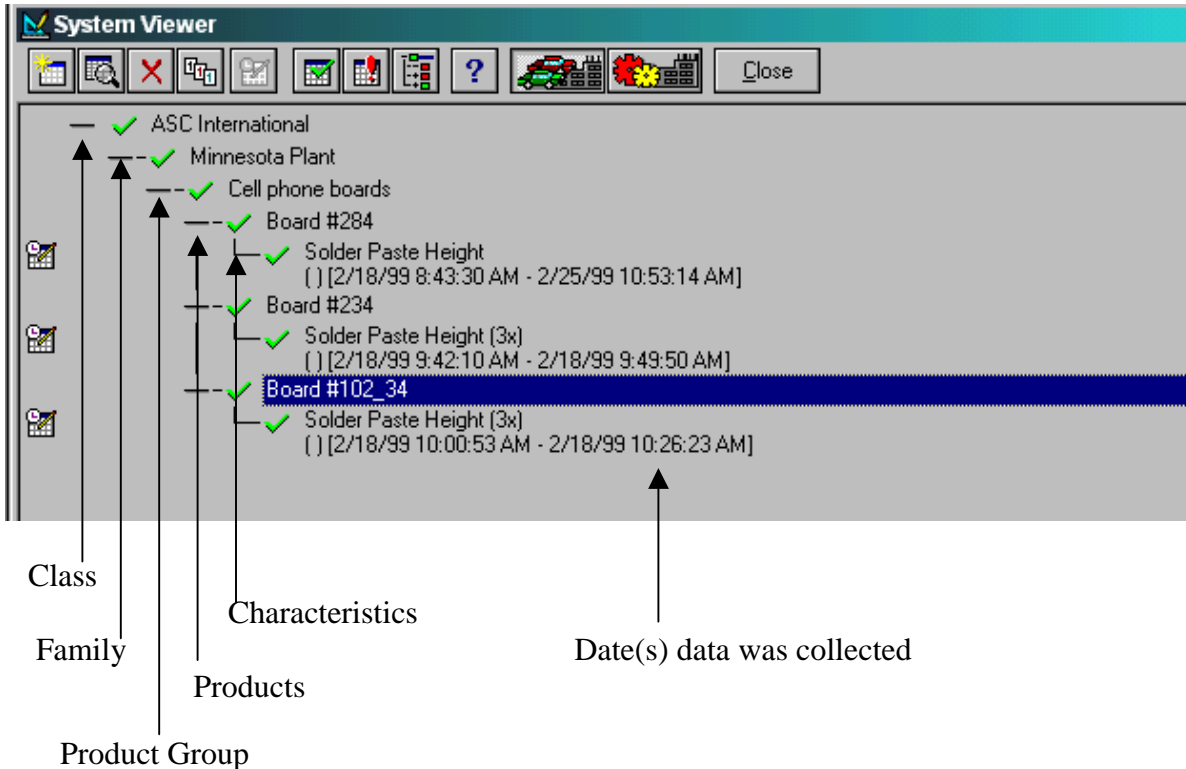 System Viewer
? Close
ASC International
Minnesota Plant
Cell phone boards
Board #284
Solder Paste Height
( ) [2/18/99 8:43:30 AM - 2/25/99 10:53:14 AM]
Board #234
Solder Paste Height (3x)
( ) [2/18/99 9:42:10 AM - 2/18/99 9:49:50 AM]
Board #102_34
Solder Paste Height (3x)
( ) [2/18/99 10:00:53 AM - 2/18/99 10:26:23 AM]
Class
Characteristics
Family
Date(s) data was collected
Products
Product Group